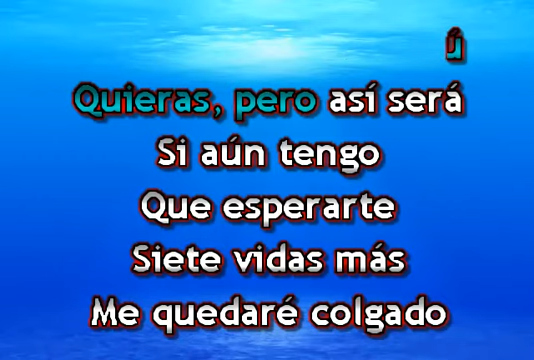 ú
Quieras, pero así será
Si aún tengo
Que esperarte
Siete vidas más
Me quedaré colgado